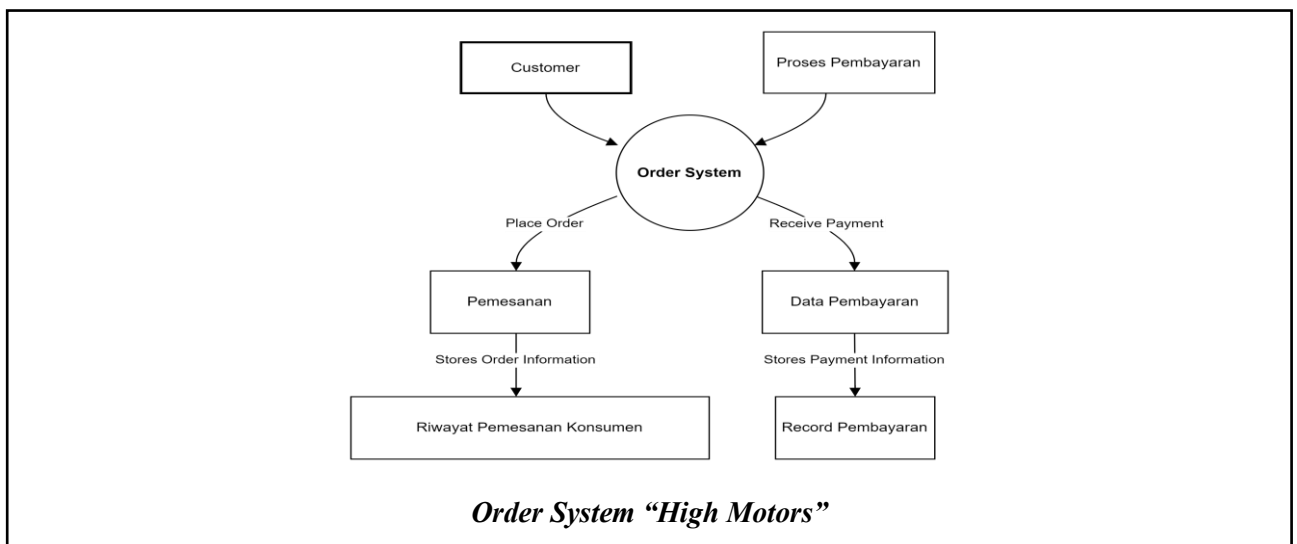 Customer
Proses Pembayaran
Order System
Place Order
Receive Payment
Pemesanan
Data Pembayaran
Stores Order Information
Stores Payment Information
Riwayat Pemesanan Konsumen
Record Pembayaran
Order System “High Motors”